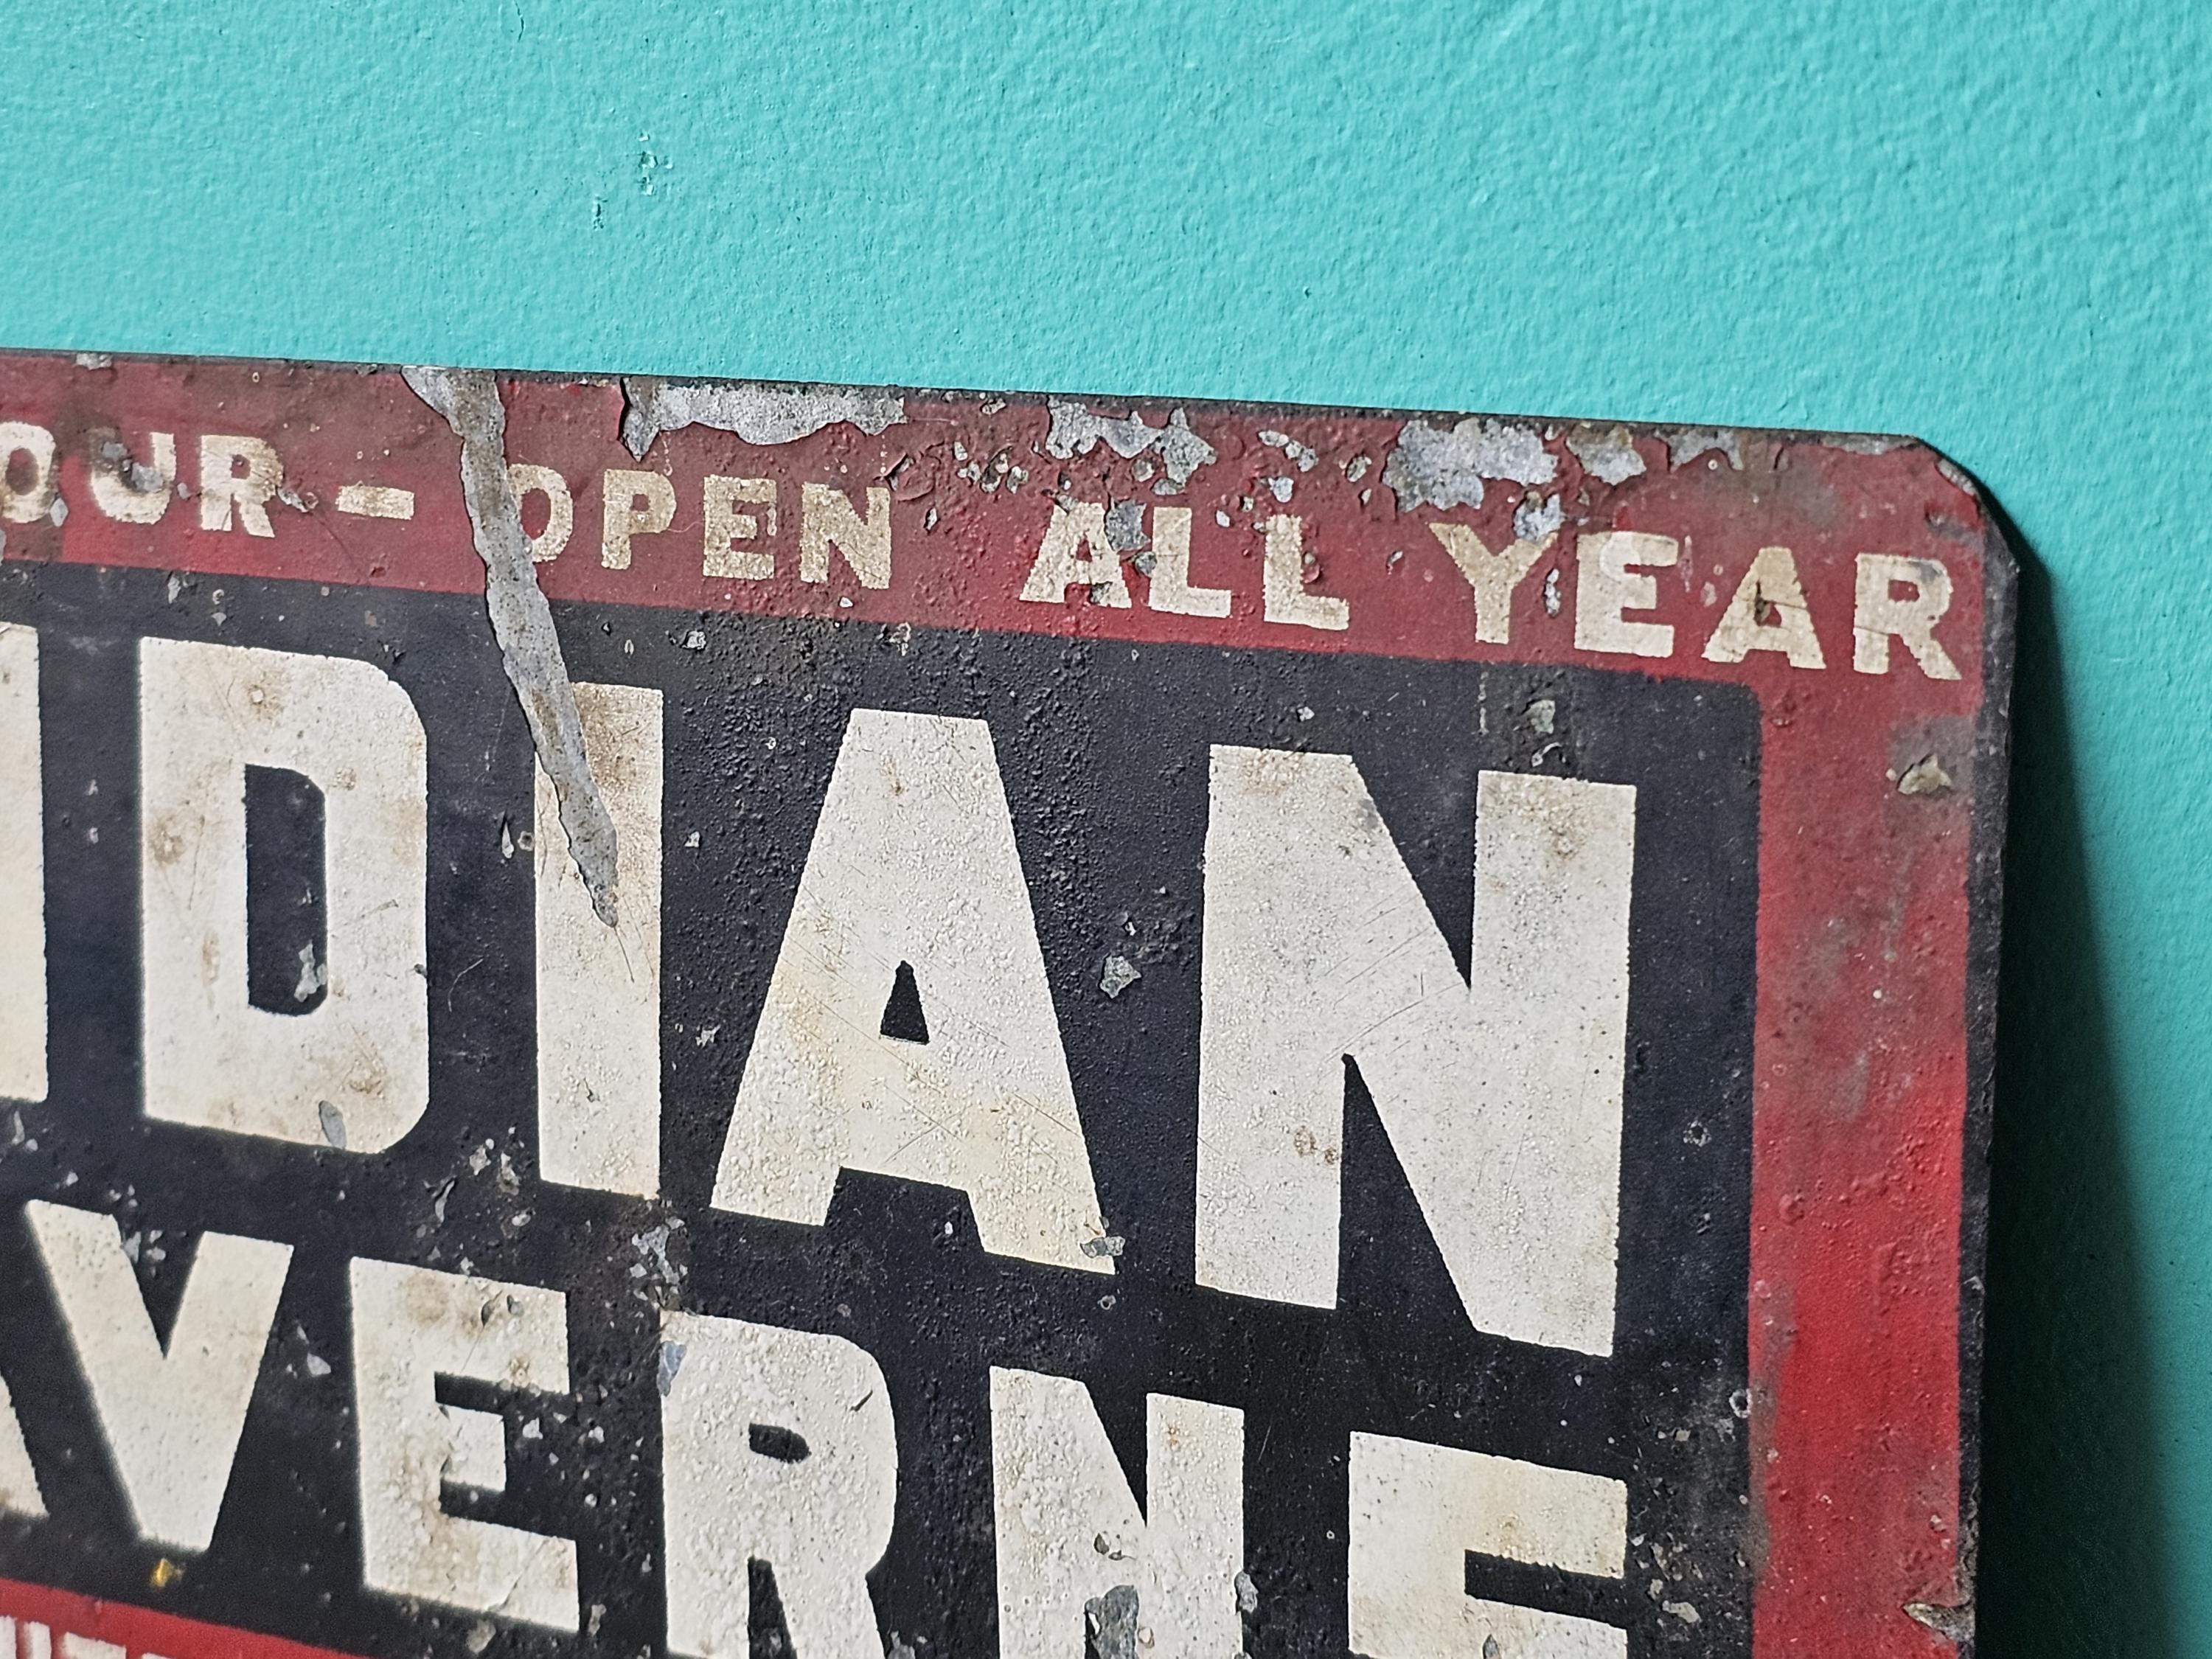 OUR - OPEN ALL YEAR
DIAN
VERNE